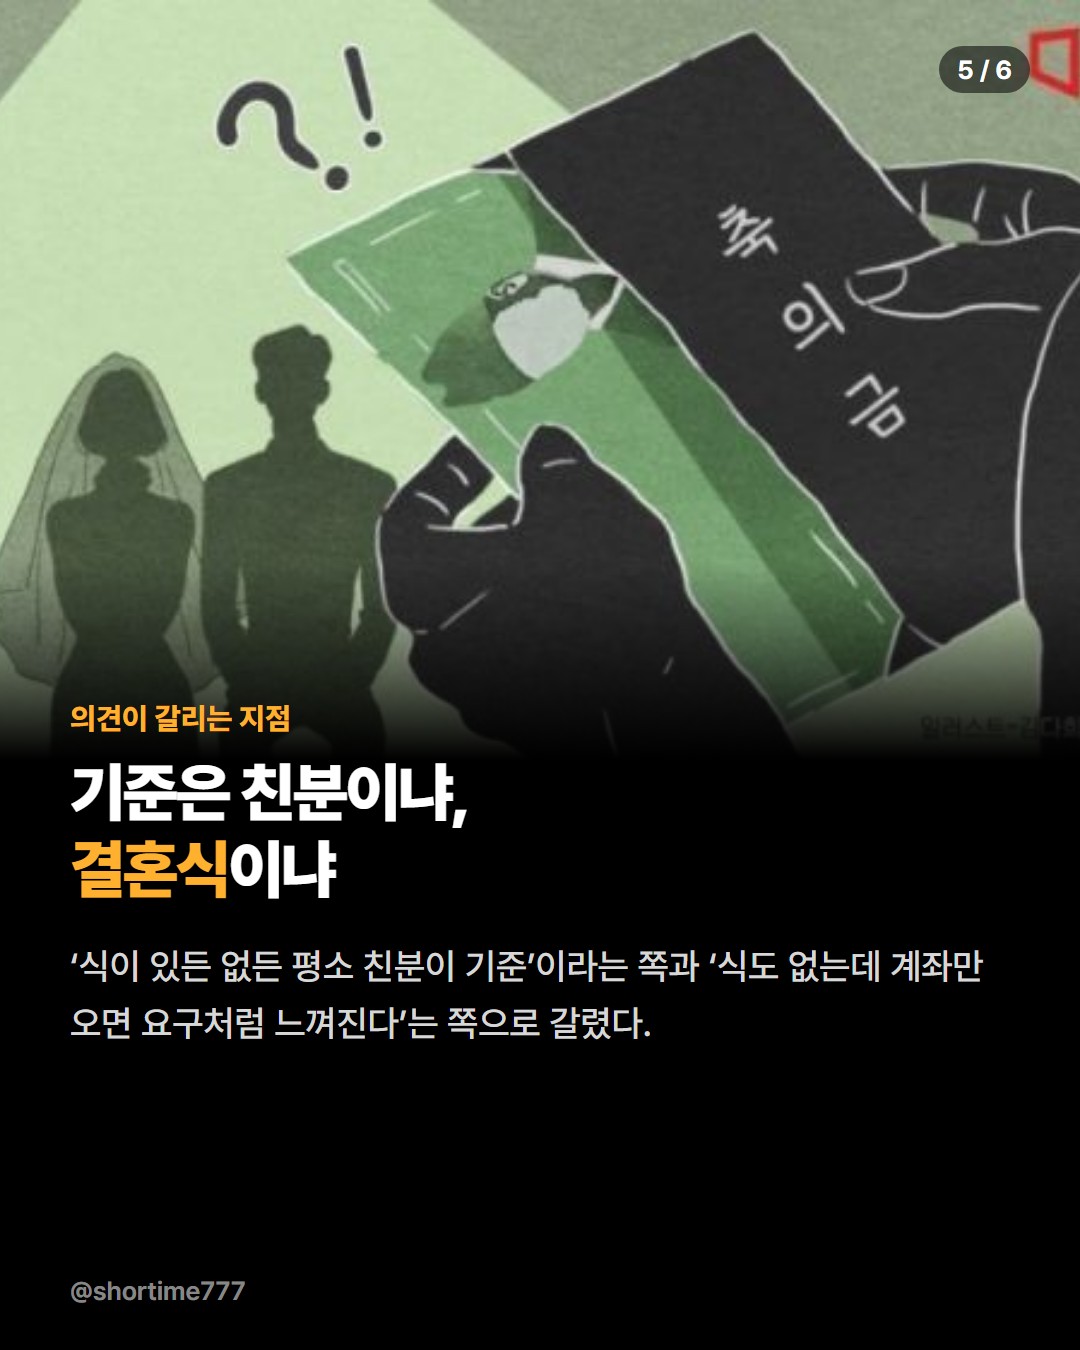 5 / 6
?!
축
의
금
의견이 갈리는 지점
기준은 친분이냐,
결혼식이냐
‘식이 있든 없든 평소 친분이 기준’이라는 쪽과 ‘식도 없는데 계좌만
오면 요구처럼 느껴진다’는 쪽으로 갈렸다.
@shortime777